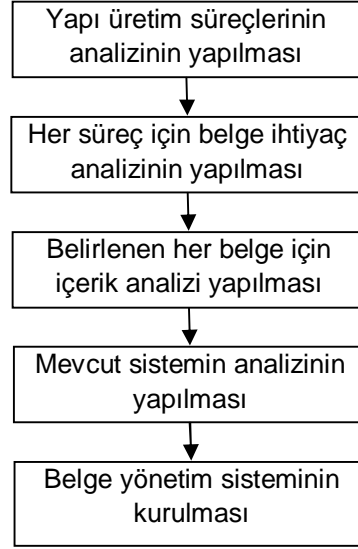 Yapı üretim süreçlerinin
analizinin yapılması
Her süreç için belge ihtiyaç
analizinin yapılması
Belirlenen her belge için
içerik analizi yapılması
Mevcut sistemin analizinin
yapılması
Belge yönetim sisteminin
kurulması